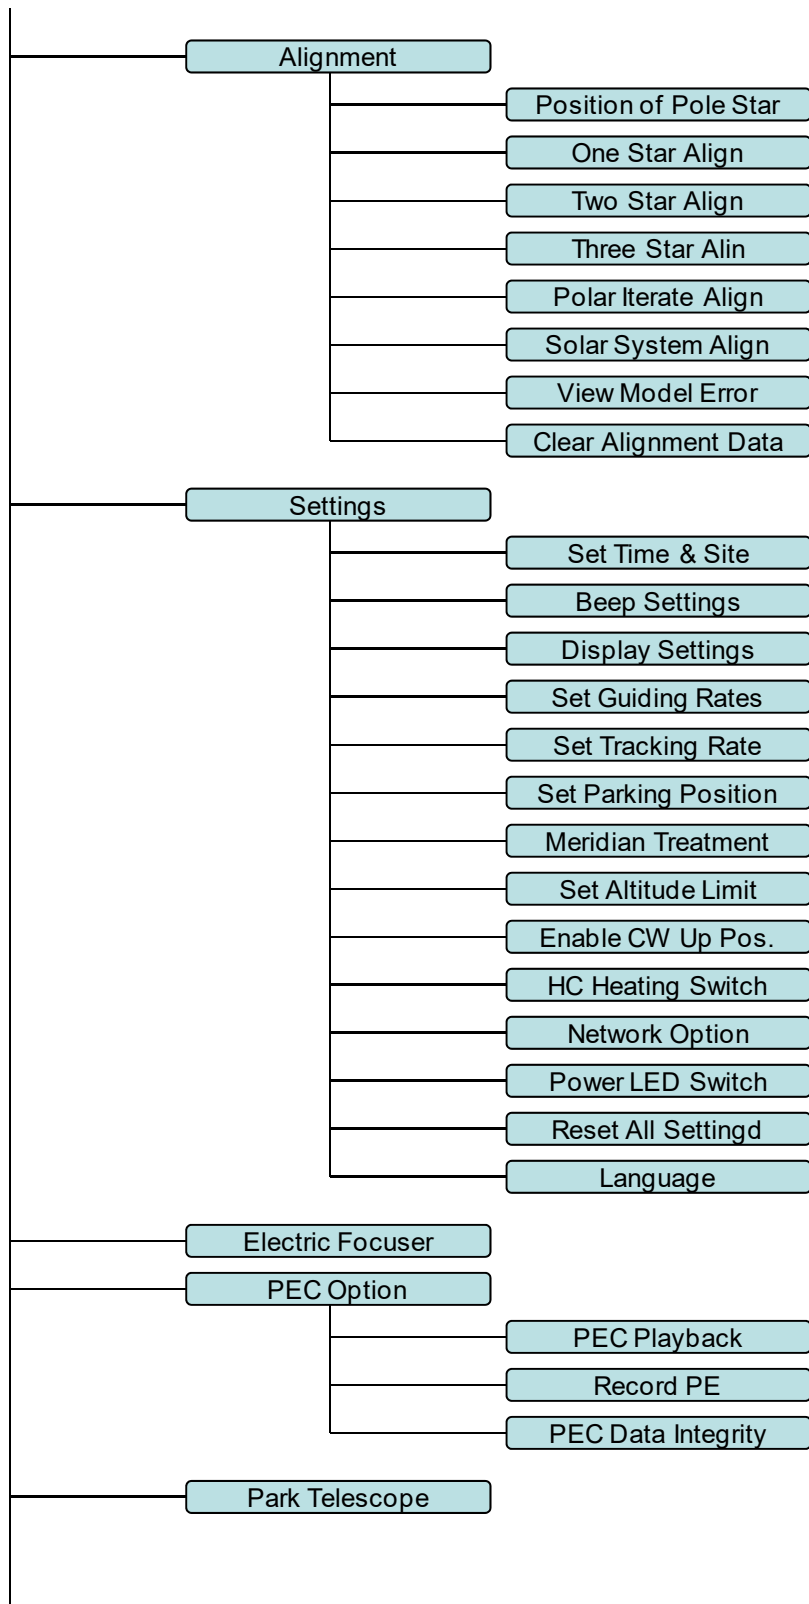 Alignment
Position of Pole Star
One Star Align
Two Star Align
Three Star Alin
Polar Iterate Align
Solar System Align
View Model Error
Clear Alignment Data
Settings
Set Time & Site
Beep Settings
Display Settings
Set Guiding Rates
Set Tracking Rate
Set Parking Position
Meridian Treatment
Set Altitude Limit
Enable CW Up Pos.
HC Heating Switch
Network Option
Power LED Switch
Reset All Settingd
Language
Electric Focuser
PEC Option
PEC Playback
Record PE
PEC Data Integrity
Park Telescope